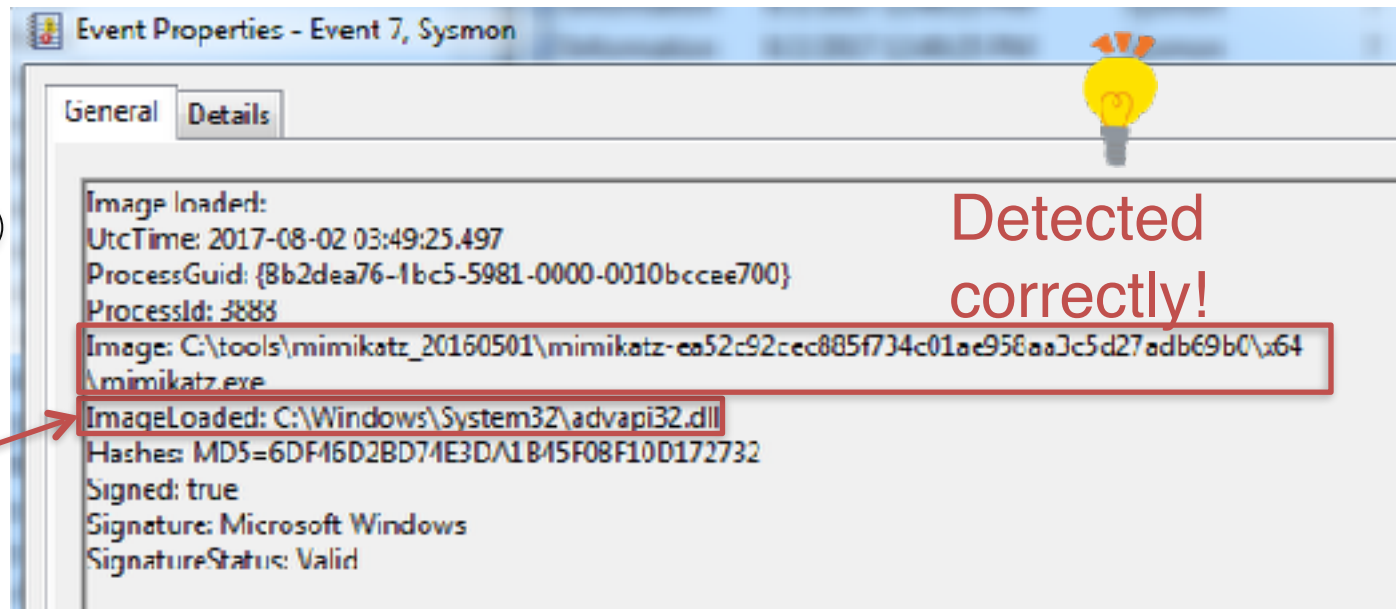 Event Properties - Event 7, Sysmon
General Details
Image loaded:
UtcTime: 2017-08-02 03:49:25.497
ProcessGuid: {8b2dea76-4bc5-5981-0000-0010bccee700}
ProcessId: 3888
Image: C:\tools\mimikatz_20160501\mimikatz-ea52c92cec885f734c01ae958aa3c5d27adb69b0\x64
\mimikatz.exe
ImageLoaded: C:\Windows\System32\advapi32.dll
Hashes: MD5=6DF46D2BD74E3DA1B45F08F10D172732
Signed: true
Signature: Microsoft Windows
SignatureStatus: Valid
Detected
correctly!
)